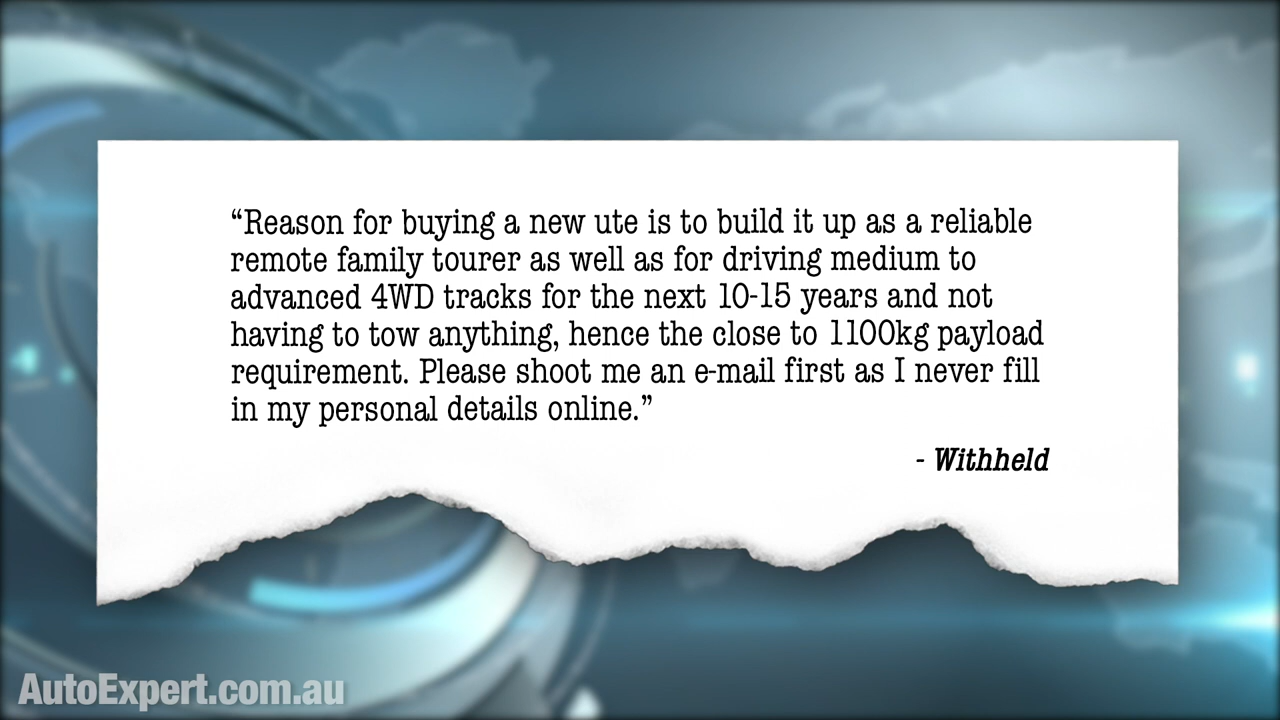 “Reason for buying a new ute is to build it up as a reliable
remote family tourer as well as for driving medium to
advanced 4WD tracks for the next 10-15 years and not
having to tow anything, hence the close to 1100kg payload
requirement. Please shoot me an e-mail first as I never fill
in my personal details online.”
- Withheld
AutoExpert.com.au